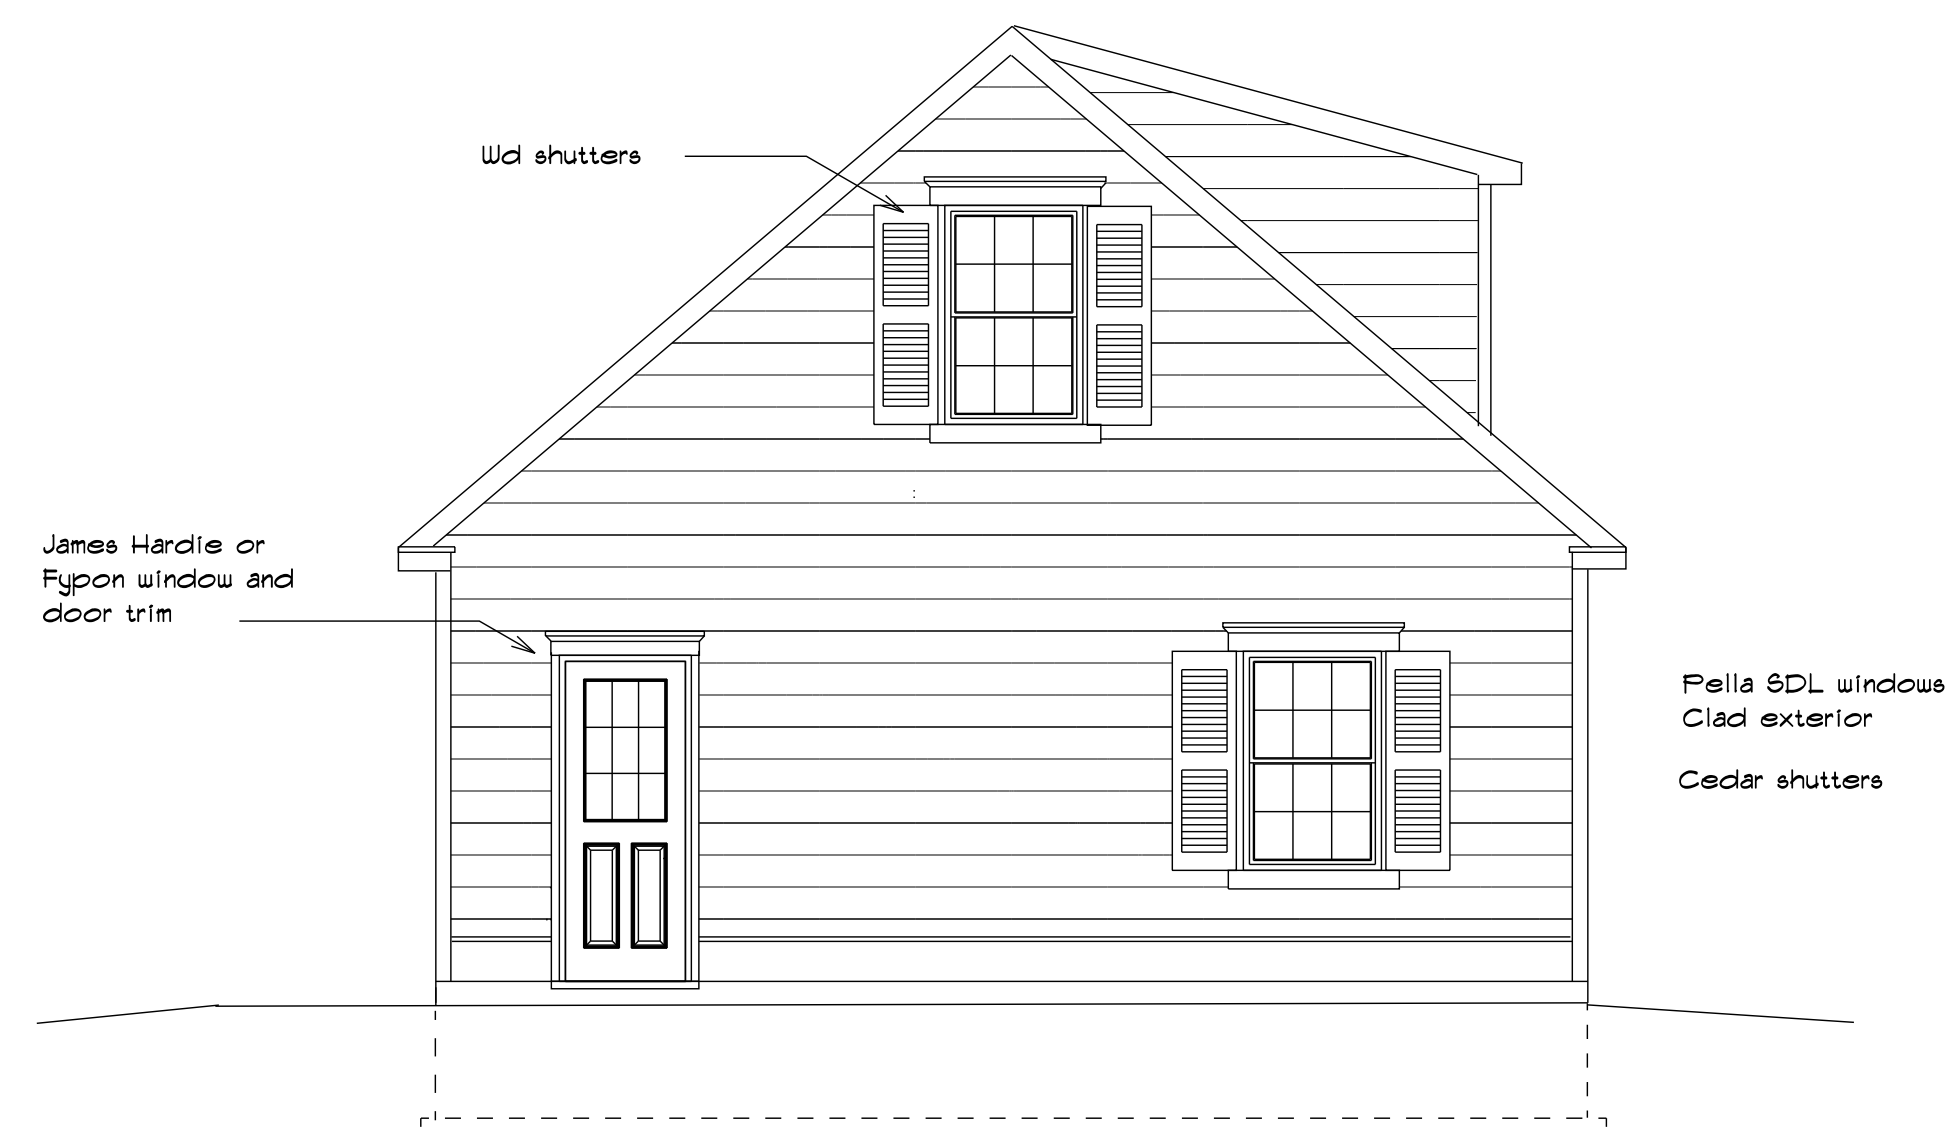 Wd shutters
James Hardie or
Fypon window and
door trim
Pella SDL windows
Clad exterior
Cedar shutters